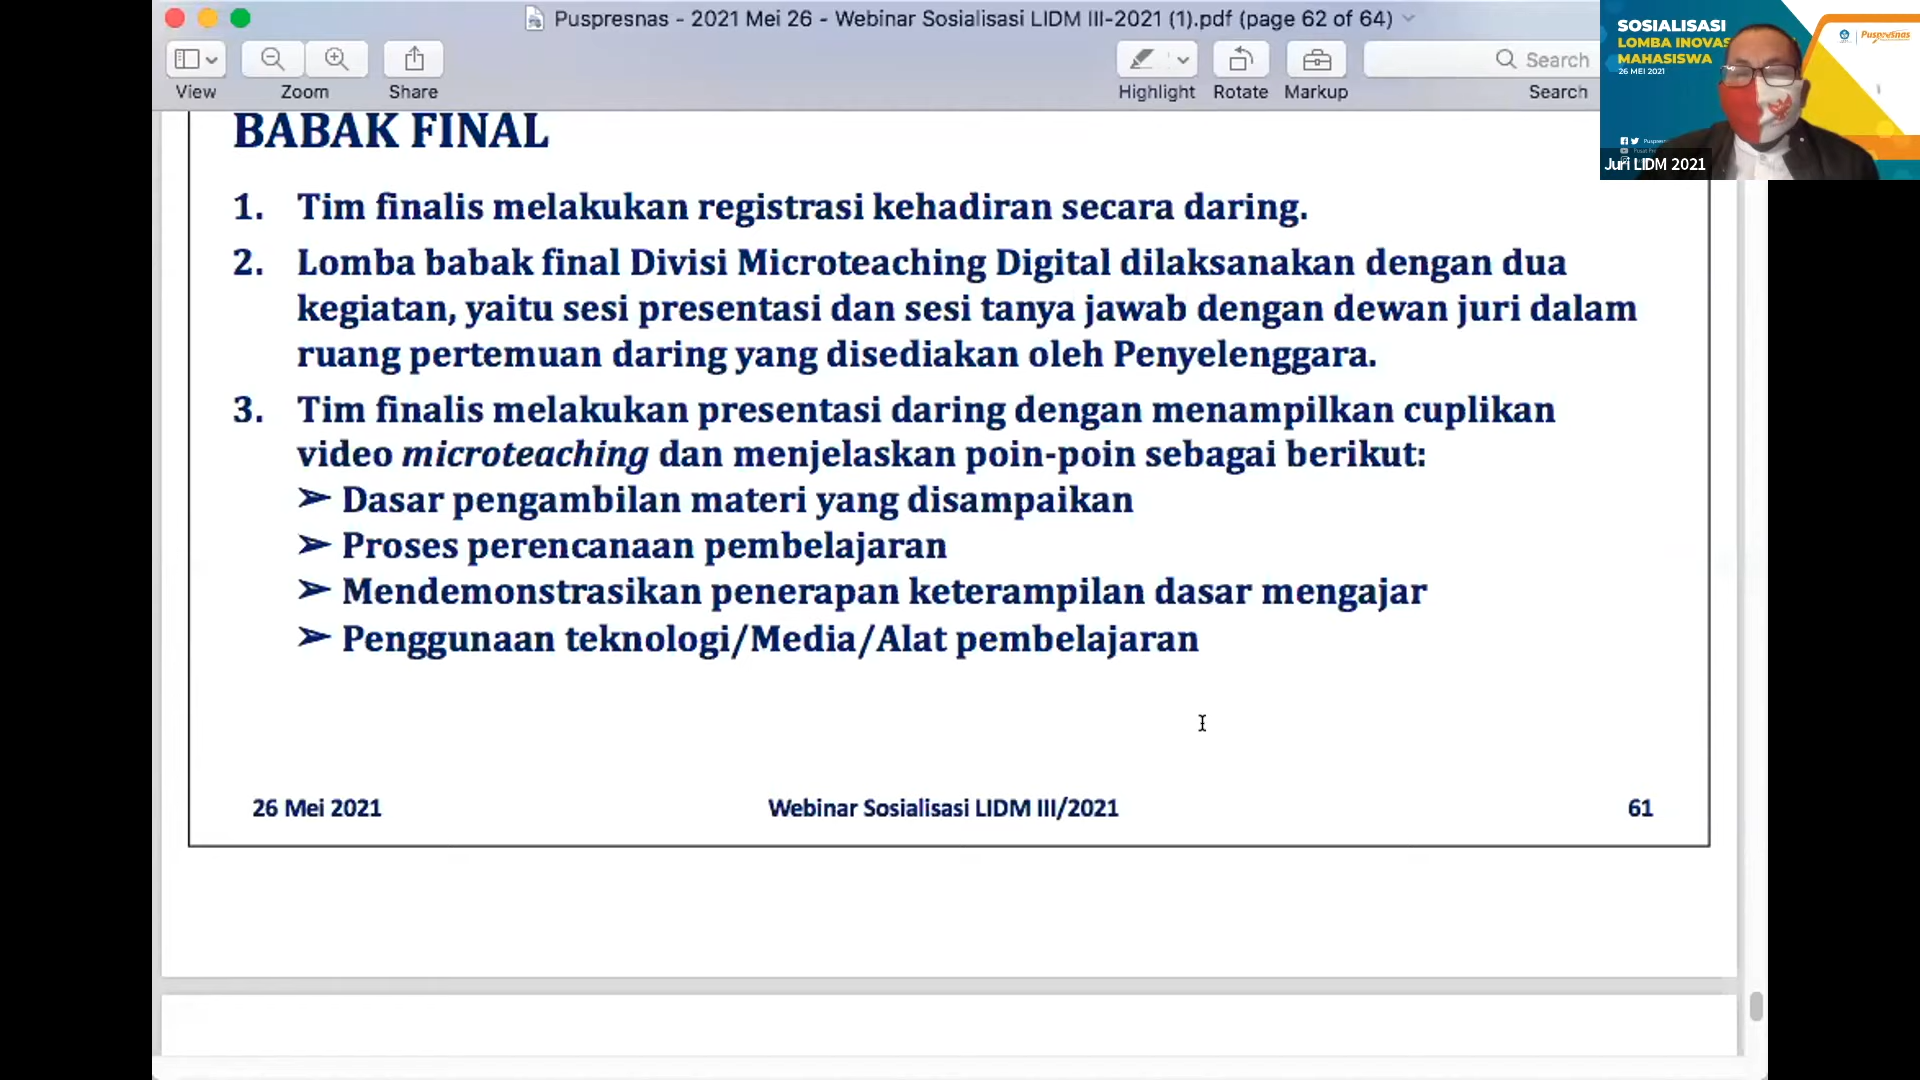 Puspresnas - 2021 Mei 26 - Webinar Sosialisasi LIDM III-2021 (1).pdf (page 62 of 64)
View
Zoom
Share
Highlight
Rotate
Markup
Search
Search
SOSIALISASI
LOMBA INOVAS
MAHASISWA
26 MEI 2021
Puspresnas
Juri LIDM 2021
BABAK FINAL
1. Tim finalis melakukan registrasi kehadiran secara daring.
2. Lomba babak final Divisi Microteaching Digital dilaksanakan dengan dua
kegiatan, yaitu sesi presentasi dan sesi tanya jawab dengan dewan juri dalam
ruang pertemuan daring yang disediakan oleh Penyelenggara.
3. Tim finalis melakukan presentasi daring dengan menampilkan cuplikan
video microteaching dan menjelaskan poin-poin sebagai berikut:
➢ Dasar pengambilan materi yang disampaikan
➢ Proses perencanaan pembelajaran
➢ Mendemonstrasikan penerapan keterampilan dasar mengajar
➢ Penggunaan teknologi/Media/Alat pembelajaran
26 Mei 2021
Webinar Sosialisasi LIDM III/2021
61